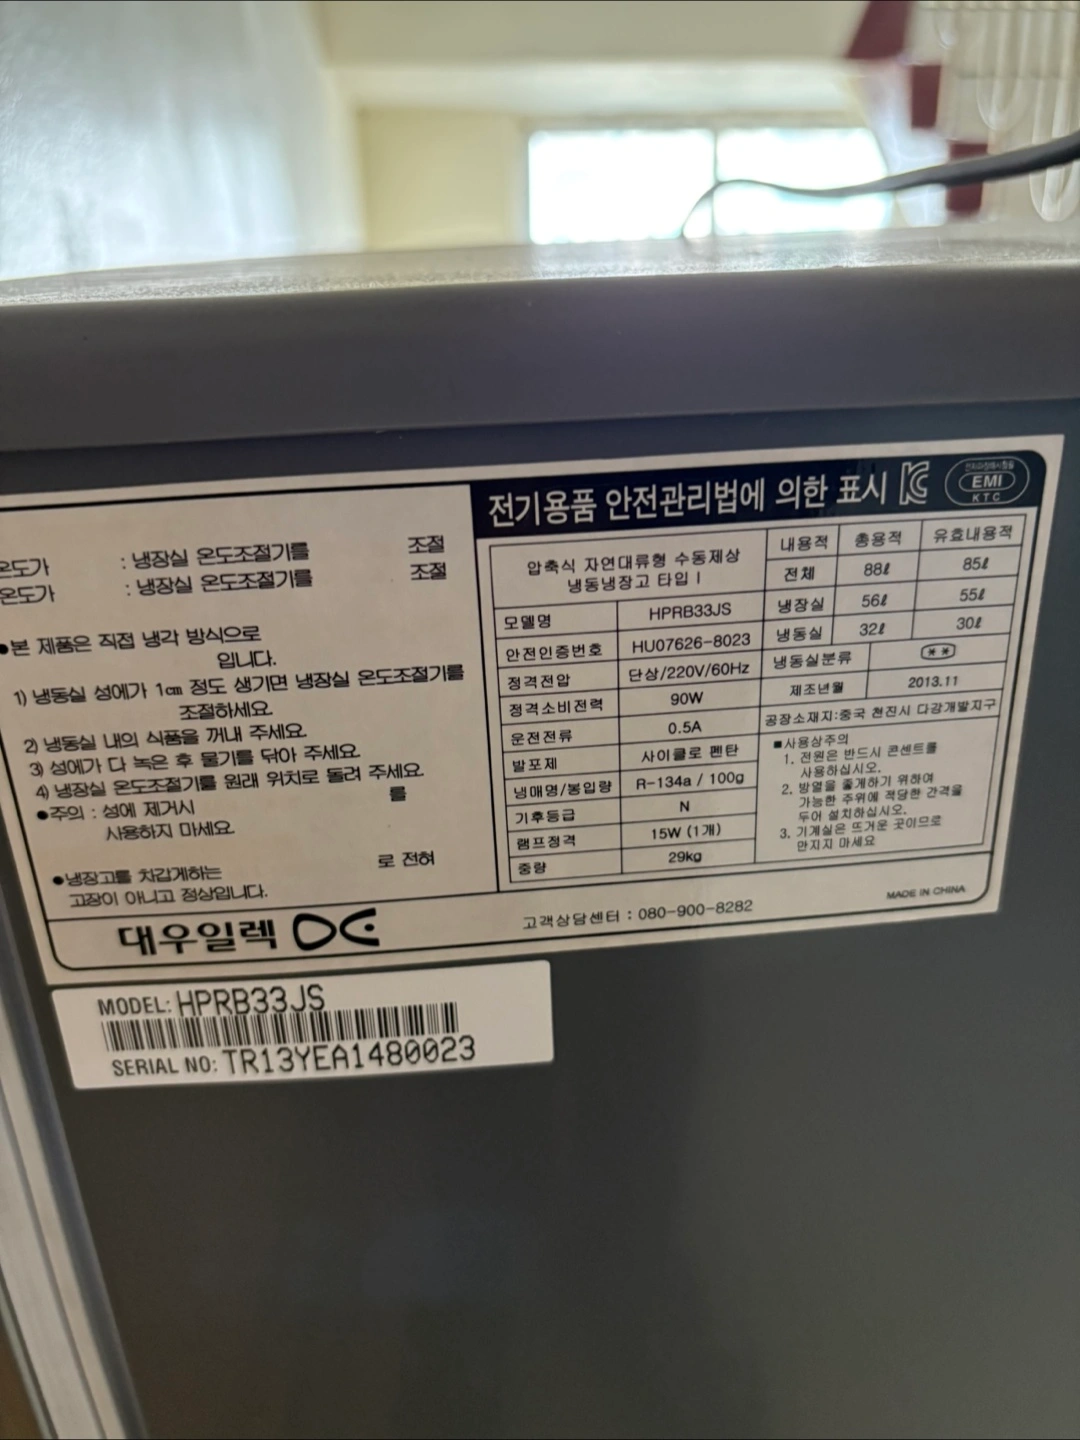 온도가 : 냉장실 온도조절기를 조절
온도가 : 냉장실 온도조절기를 조절
●본 제품은 직접 냉각 방식으로
입니다.
1) 냉동실 성에가 1cm 정도 생기면 냉장실 온도조절기를
조절하세요.
2) 냉동실 내의 식품을 꺼내 주세요.
3) 성에가 다 녹은 후 물기를 닦아 주세요.
4) 냉장실 온도조절기를 원래 위치로 돌려 주세요.
●주의 : 성에 제거시 를
사용하지 마세요.
●냉장고를 차갑게하는 로 전혀
고장이 아니고 정상입니다.
전기용품 안전관리법에 의한 표시
EMI
KTC
압축식 자연대류형 수동제상
냉동냉장고 타입 I
모델명 HPRB33JS
안전인증번호 HU07626-8023
정격전압 단상/220V/60Hz
정격소비전력 90W
운전전류 0.5A
발포제 사이클로 펜탄
냉매명/봉입량 R-134a / 100g
기후등급 N
램프정격 15W (1개)
중량 29kg
내용적 총용적 유효내용적
전체 88ℓ 85ℓ
냉장실 56ℓ 55ℓ
냉동실 32ℓ 30ℓ
냉동실분류 **
제조년월 2013.11
공장소재지:중국 천진시 다강개발지구
■사용상주의
1. 전원은 반드시 콘센트를
사용하십시오.
2. 방열을 좋게하기 위하여
가능한 주위에 적당한 간격을
두어 설치하십시오.
3. 기계실은 뜨거운 곳이므로
만지지 마세요
대우일렉
고객상담센터 : 080-900-8282
MADE IN CHINA
MODEL: HPRB33JS
SERIAL NO: TR13YEA1480023